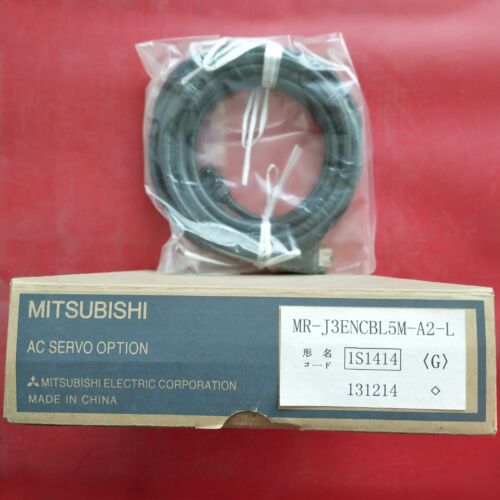 MITSUBISHI
AC SERVO OPTION
MITSUBISHI ELECTRIC CORPORATION
MADE IN CHINA
MR-J3ENCBL5M-A2-L
形名コード 1S1414 〈G〉
131214 ◇